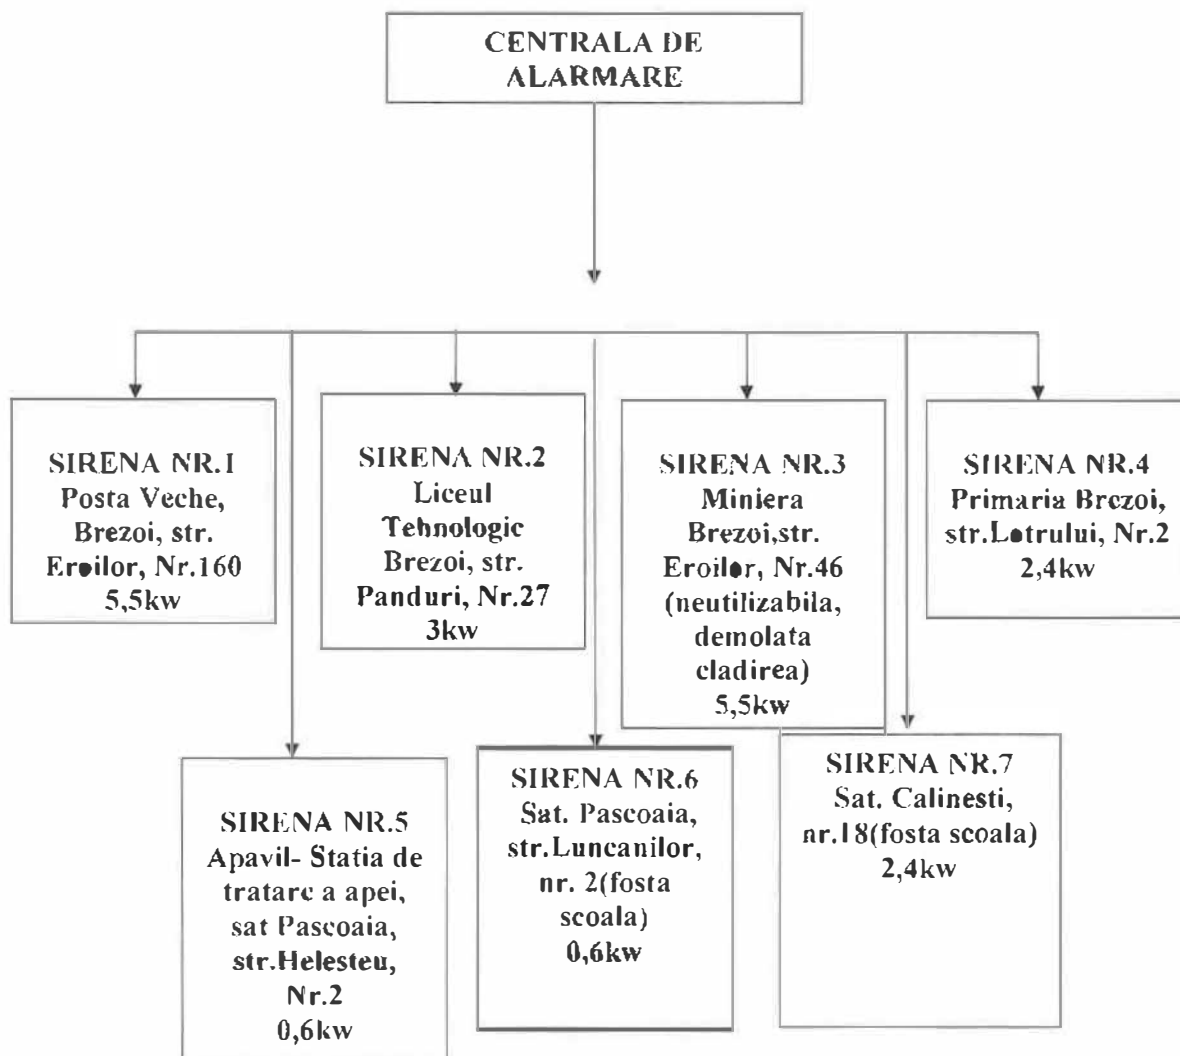 CENTRALA DE
ALARMARE
SIRENA NR.1
Posta Veche,
Brezoi, str.
Eroilor, Nr.160
5,5kw
SIRENA NR.2
Liceul
Tehnologic
Brezoi, str.
Panduri, Nr.27
3kw
SIRENA NR.3
Miniera
Brezoi,str.
Eroilor, Nr.46
(neutilizabila,
demolata
cladirea)
5,5kw
SIRENA NR.4
Primaria Brezoi,
str.Lotrului, Nr.2
2,4kw
SIRENA NR.5
Apavil- Statia de
tratare a apei,
sat Pascoaia,
str.Helesteu,
Nr.2
0,6kw
SIRENA NR.6
Sat. Pascoaia,
str.Luncanilor,
nr. 2(fosta
scoala)
0,6kw
SIRENA NR.7
Sat. Calinesti,
nr.18(fosta scoala)
2,4kw